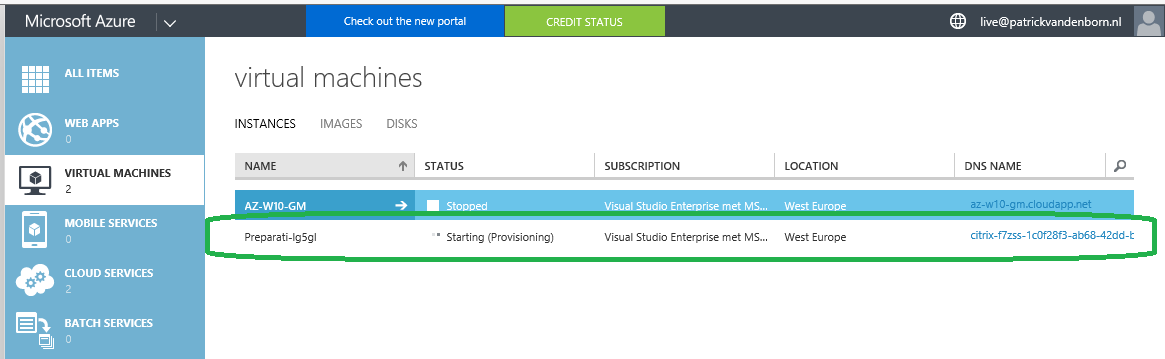 Microsoft Azure
Check out the new portal
CREDIT STATUS
live@patrickvandenborn.nl
ALL ITEMS
WEB APPS
0
VIRTUAL MACHINES
2
MOBILE SERVICES
0
CLOUD SERVICES
2
BATCH SERVICES
0
virtual machines
INSTANCES IMAGES DISKS
NAME STATUS SUBSCRIPTION LOCATION DNS NAME
AZ-W10-GM Stopped Visual Studio Enterprise met MS... West Europe az-w10-gm.cloudapp.net
Preparati-lg5gl Starting (Provisioning) Visual Studio Enterprise met MS... West Europe citrix-f7zss-1c0f28f3-ab68-42dd-b